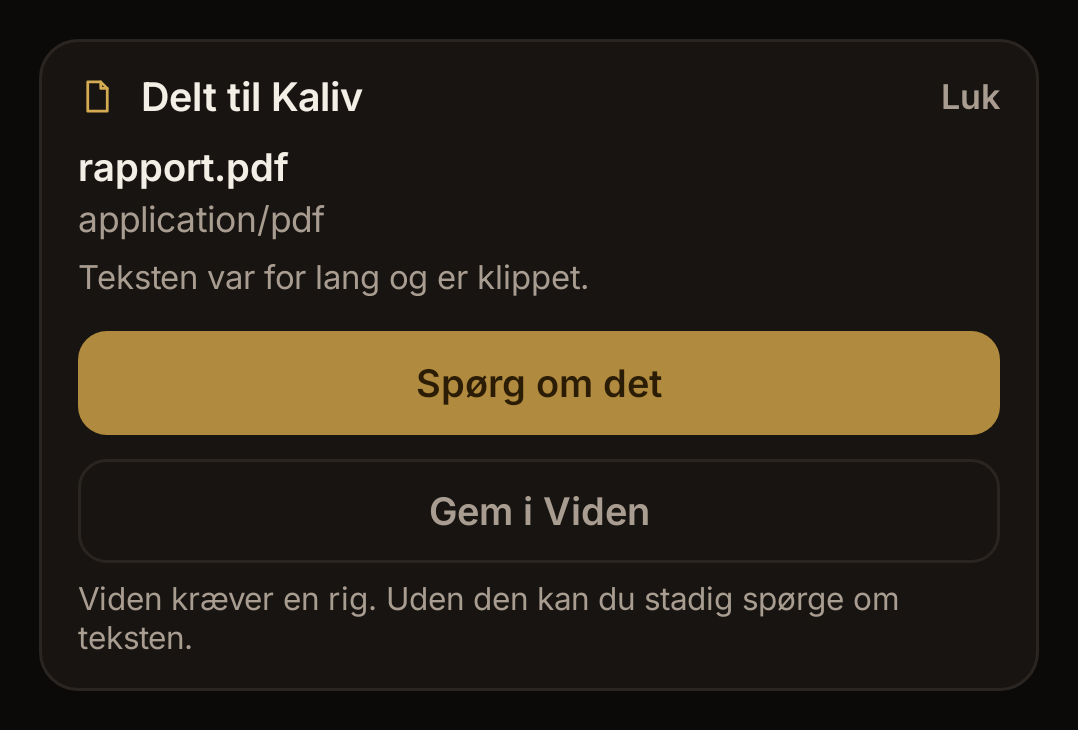 Delt til Kaliv
Luk
rapport.pdf
application/pdf
Teksten var for lang og er klippet.
Spørg om det
Gem i Viden
Viden kræver en rig. Uden den kan du stadig spørge om
teksten.